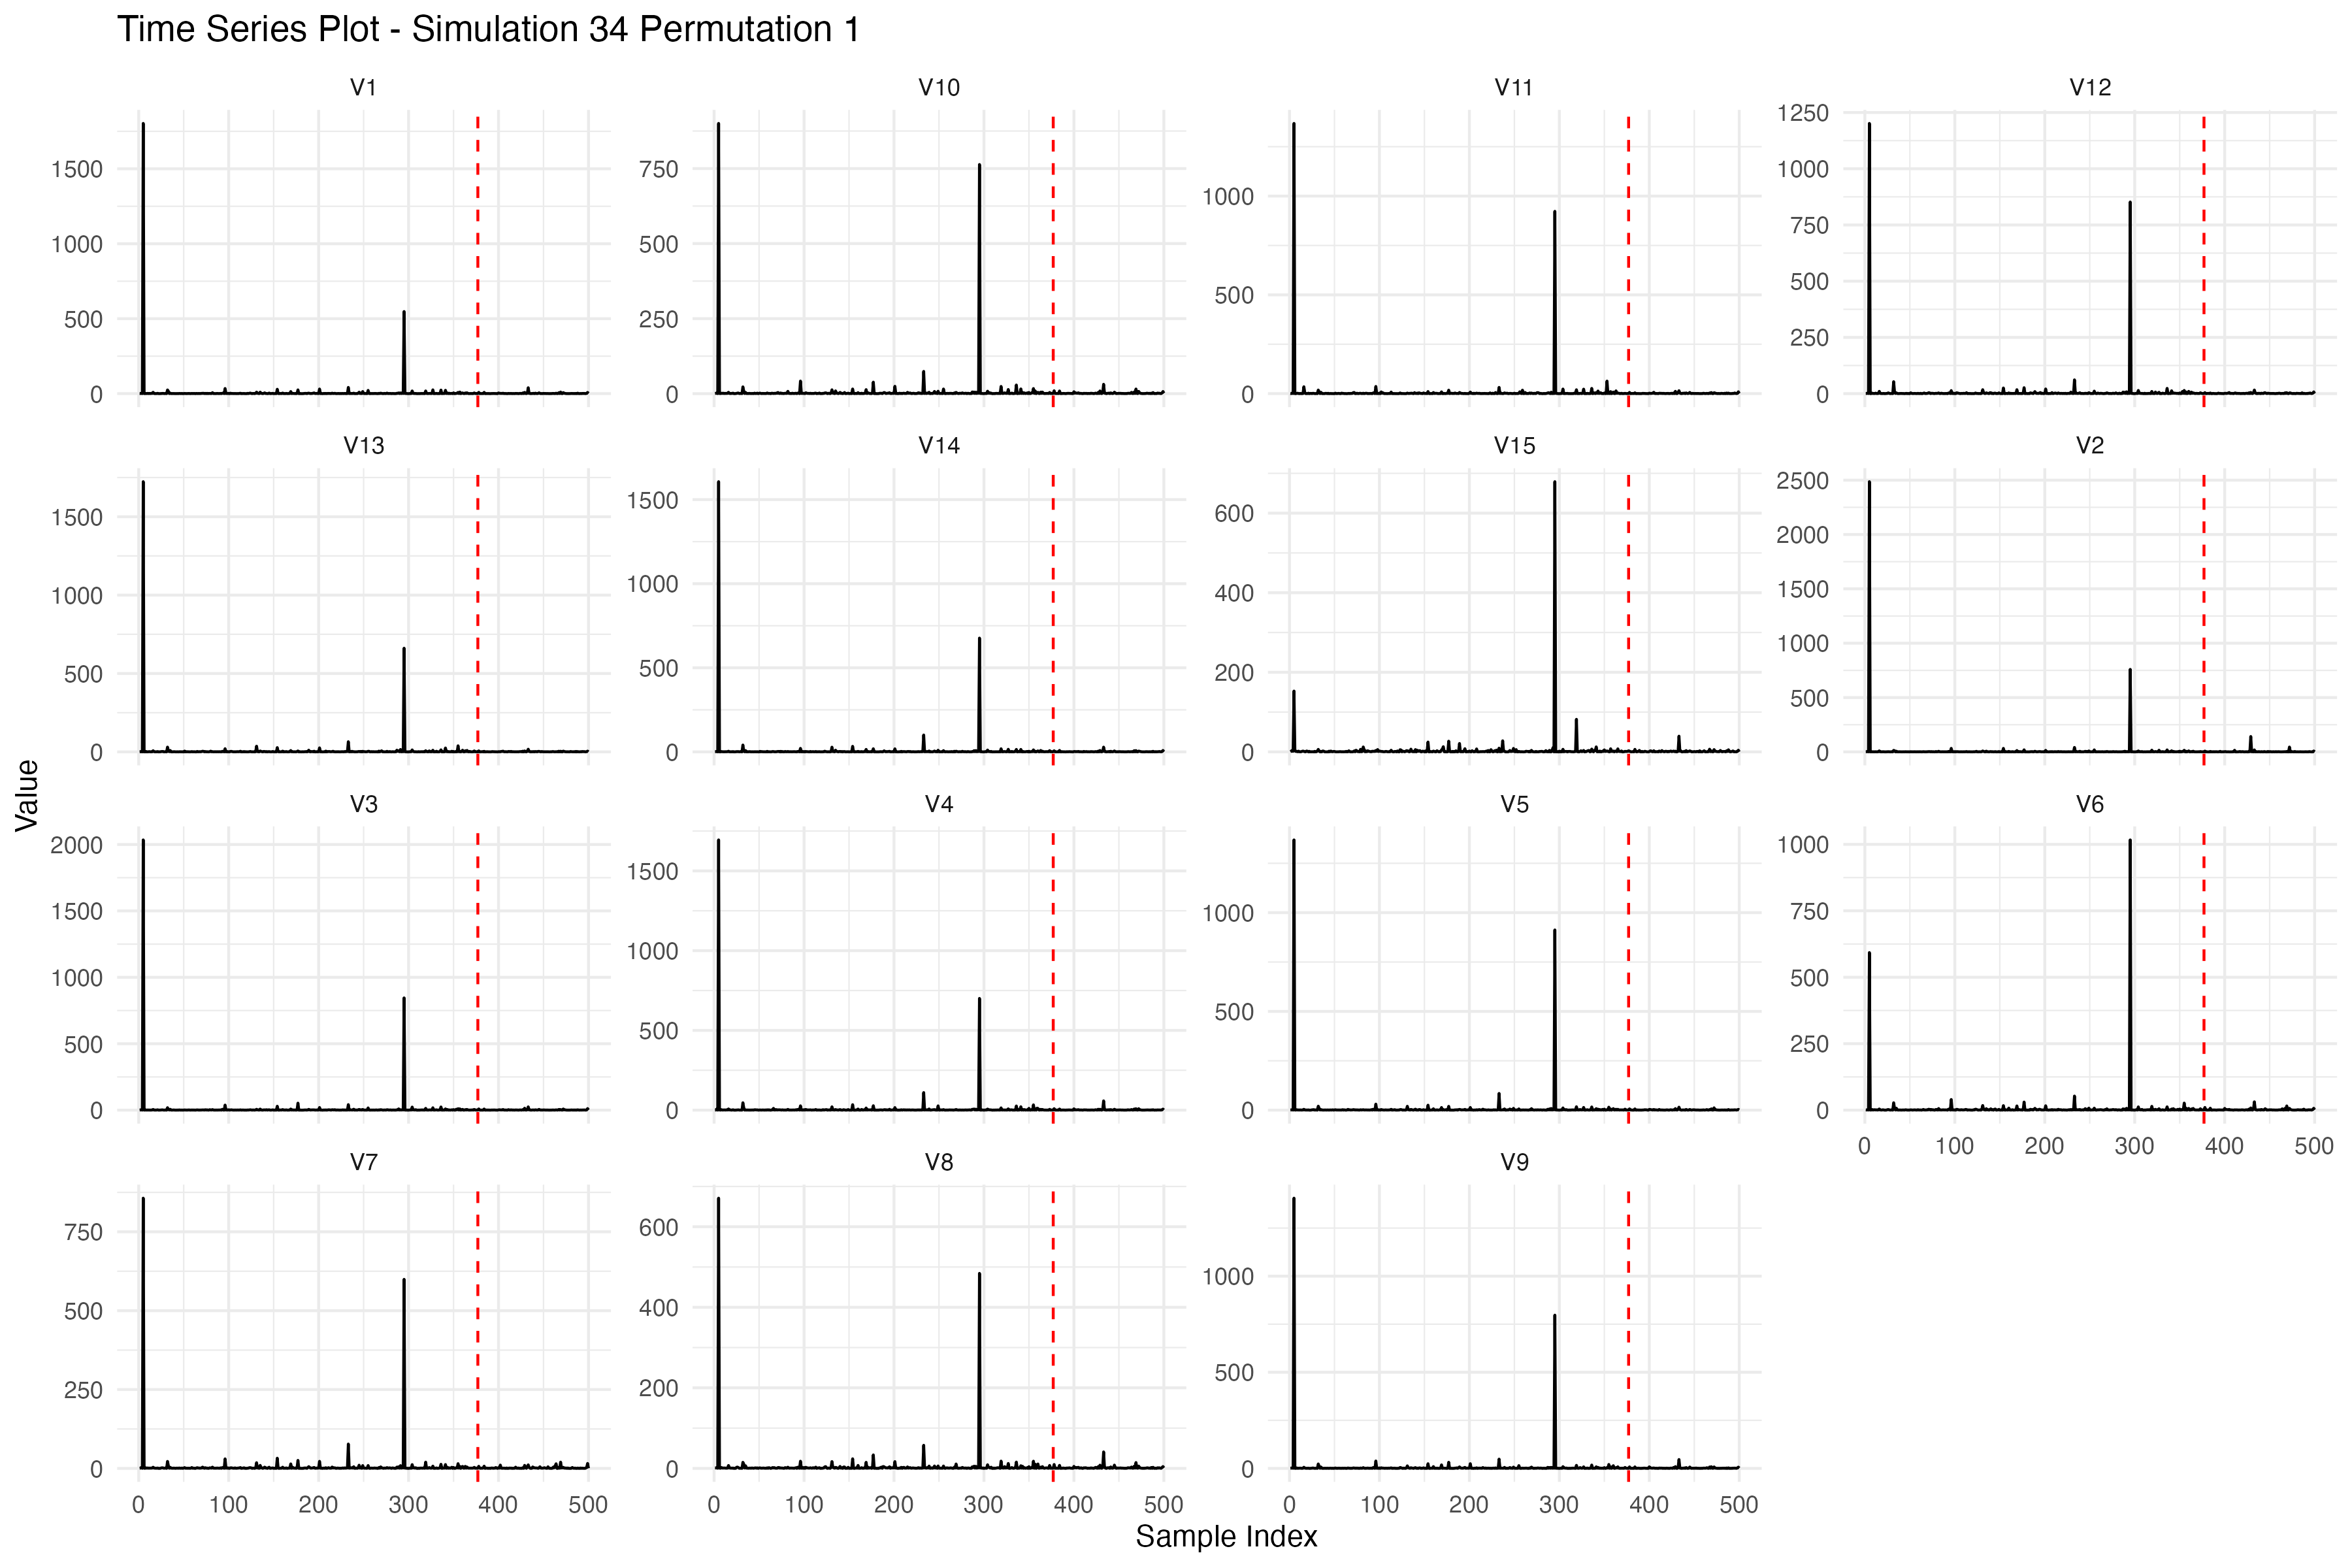 Time Series Plot - Simulation 34 Permutation 1
V1 V10 V11 V12
1500 1000 500 0
750 500 250 0
1000 500 0
1250 1000 750 500 250 0
V13 V14 V15 V2
1500 1000 500 0
1500 1000 500 0
600 400 200 0
2500 2000 1500 1000 500 0
Value
V3 V4 V5 V6
2000 1500 1000 500 0
1500 1000 500 0
1000 500 0
1000 750 500 250 0
0 100 200 300 400 500
V7 V8 V9
750 500 250 0
600 400 200 0
1000 500 0
0 100 200 300 400 500
0 100 200 300 400 500
0 100 200 300 400 500
Sample Index